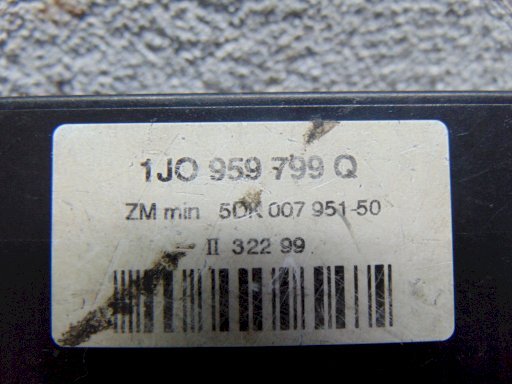 1JO 959 799 Q
ZM min 5DK 007 951-50
– II 322 99